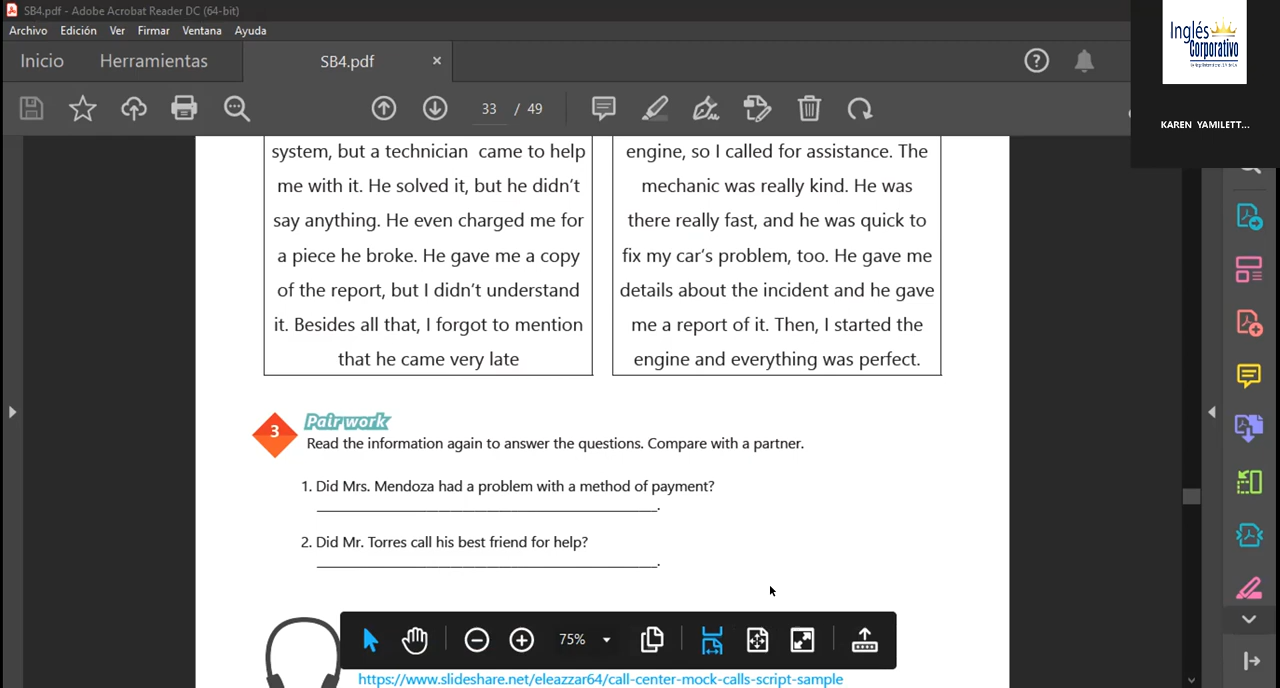 SB4.pdf - Adobe Acrobat Reader DC (64-bit)
Archivo Edición Ver Firmar Ventana Ayuda
Inicio Herramientas SB4.pdf ×
33 / 49
Inglés
Corporativo
KAREN YAMILETT...
system, but a technician came to help
me with it. He solved it, but he didn't
say anything. He even charged me for
a piece he broke. He gave me a copy
of the report, but I didn't understand
it. Besides all that, I forgot to mention
that he came very late
engine, so I called for assistance. The
mechanic was really kind. He was
there really fast, and he was quick to
fix my car's problem, too. He gave me
details about the incident and he gave
me a report of it. Then, I started the
engine and everything was perfect.
3
Pair work
Read the information again to answer the questions. Compare with a partner.
1. Did Mrs. Mendoza had a problem with a method of payment?
2. Did Mr. Torres call his best friend for help?
75%
https://www.slideshare.net/eleazzar64/call-center-mock-calls-script-sample